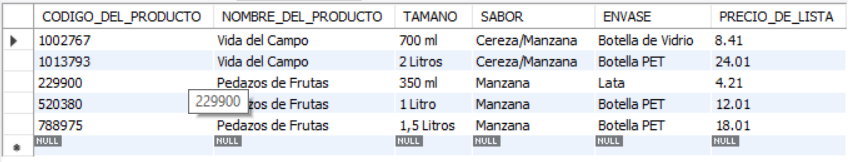 CODIGO_DEL_PRODUCTO NOMBRE_DEL_PRODUCTO TAMANO SABOR ENVASE PRECIO_DE_LISTA
1002767 Vida del Campo 700 ml Cereza/Manzana Botella de Vidrio 8.41
1013793 Vida del Campo 2 Litros Cereza/Manzana Botella PET 24.01
229900 Pedazos de Frutas 350 ml Manzana Lata 4.21
520380 229900 zos de Frutas 1 Litro Manzana Botella PET 12.01
788975 Pedazos de Frutas 1,5 Litros Manzana Botella PET 18.01
NULL NULL NULL NULL NULL NULL